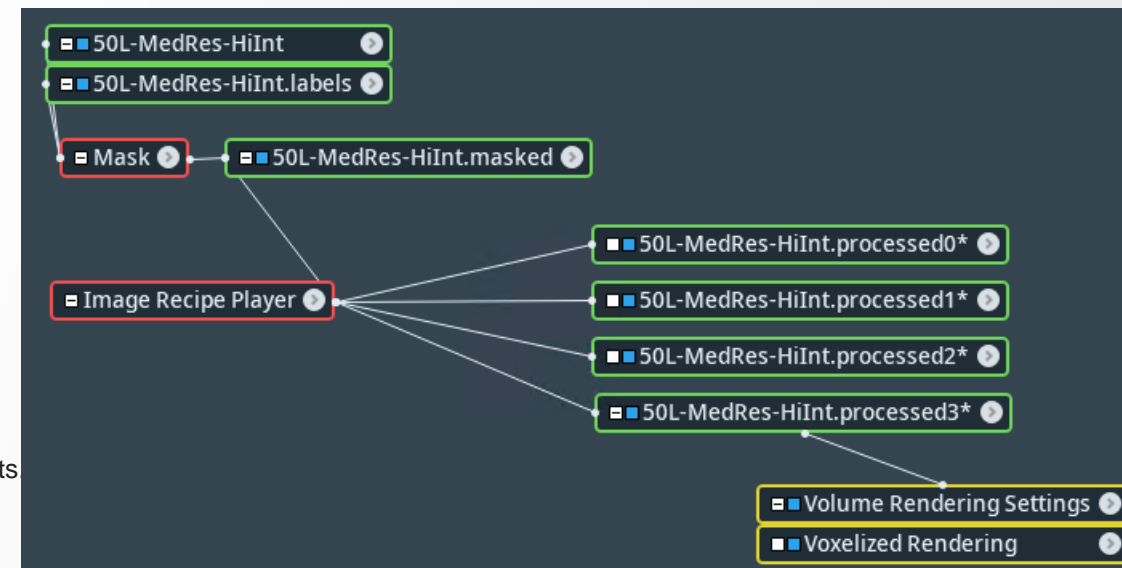 50L-MedRes-HiInt
50L-MedRes-HiInt.labels
Mask
50L-MedRes-HiInt.masked
50L-MedRes-HiInt.processed0*
Image Recipe Player
50L-MedRes-HiInt.processed1*
50L-MedRes-HiInt.processed2*
50L-MedRes-HiInt.processed3*
ts.
Volume Rendering Settings
Voxelized Rendering